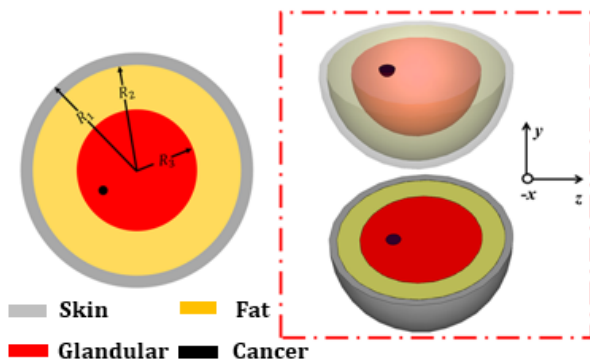 R₁
R₂
R₃
y
-x
z
Skin
Fat
Glandular
Cancer